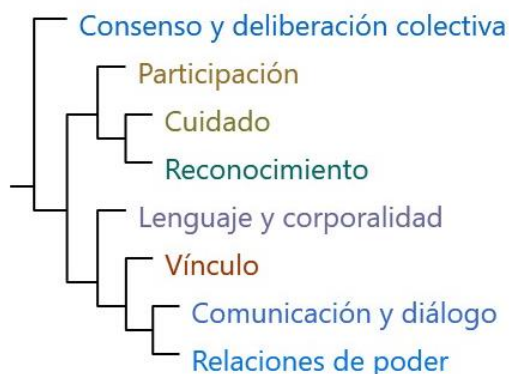 Consenso y deliberación colectiva
Participación
Cuidado
Reconocimiento
Lenguaje y corporalidad
Vínculo
Comunicación y diálogo
Relaciones de poder